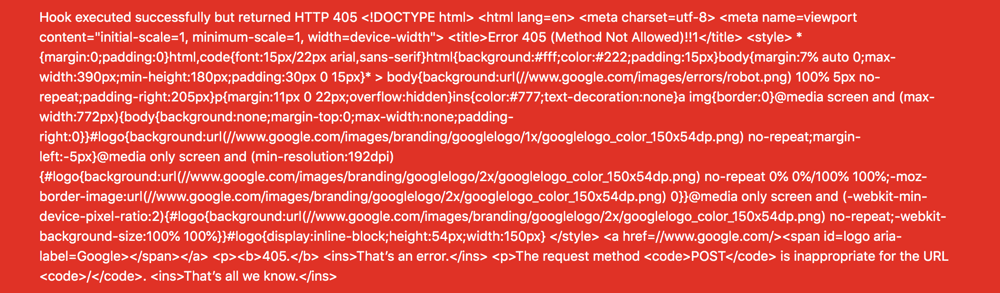 Hook executed successfully but returned HTTP 405 <!DOCTYPE html> <html lang=en> <meta charset=utf-8> <meta name=viewport
content="initial-scale=1, minimum-scale=1, width=device-width"> <title>Error 405 (Method Not Allowed)!!1</title> <style> *
{margin:0;padding:0}html,code{font:15px/22px arial,sans-serif}html{background:#fff;color:#222;padding:15px}body{margin:7% auto 0;max-
width:390px;min-height:180px;padding:30px 0 15px}* > body{background:url(//www.google.com/images/errors/robot.png) 100% 5px no-
repeat;padding-right:205px}p{margin:11px 0 22px;overflow:hidden}ins{color:#777;text-decoration:none}a img{border:0}@media screen and (max-
width:772px){body{background:none;margin-top:0;max-width:none;padding-
right:0}}#logo{background:url(//www.google.com/images/branding/googlelogo/1x/googlelogo_color_150x54dp.png) no-repeat;margin-
left:-5px}@media only screen and (min-resolution:192dpi)
{#logo{background:url(//www.google.com/images/branding/googlelogo/2x/googlelogo_color_150x54dp.png) no-repeat 0% 0%/100% 100%;-moz-
border-image:url(//www.google.com/images/branding/googlelogo/2x/googlelogo_color_150x54dp.png) 0}}@media only screen and (-webkit-min-
device-pixel-ratio:2){#logo{background:url(//www.google.com/images/branding/googlelogo/2x/googlelogo_color_150x54dp.png) no-repeat;-webkit-
background-size:100% 100%}}#logo{display:inline-block;height:54px;width:150px} </style> <a href=//www.google.com/><span id=logo aria-
label=Google></span></a> <p><b>405.</b> <ins>That’s an error.</ins> <p>The request method <code>POST</code> is inappropriate for the URL
<code>/</code>. <ins>That’s all we know.</ins>